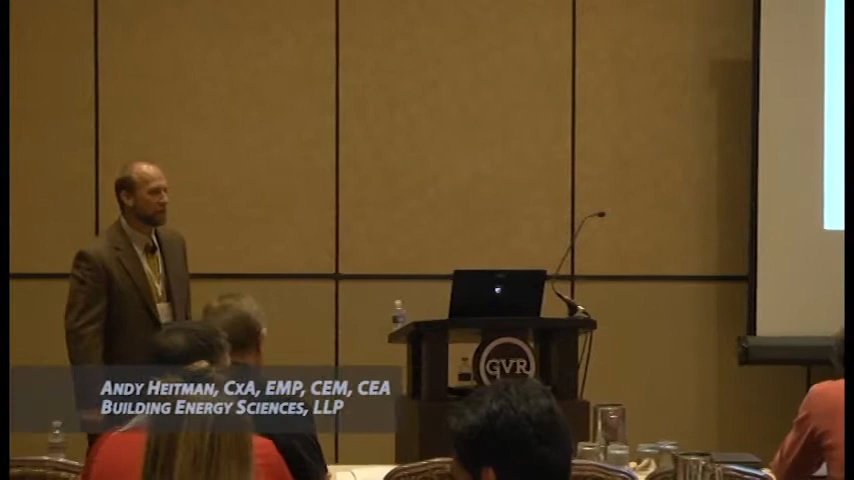 GVR
Andy Heitman, CxA, EMP, CEM, CEA
Building Energy Sciences, LLP